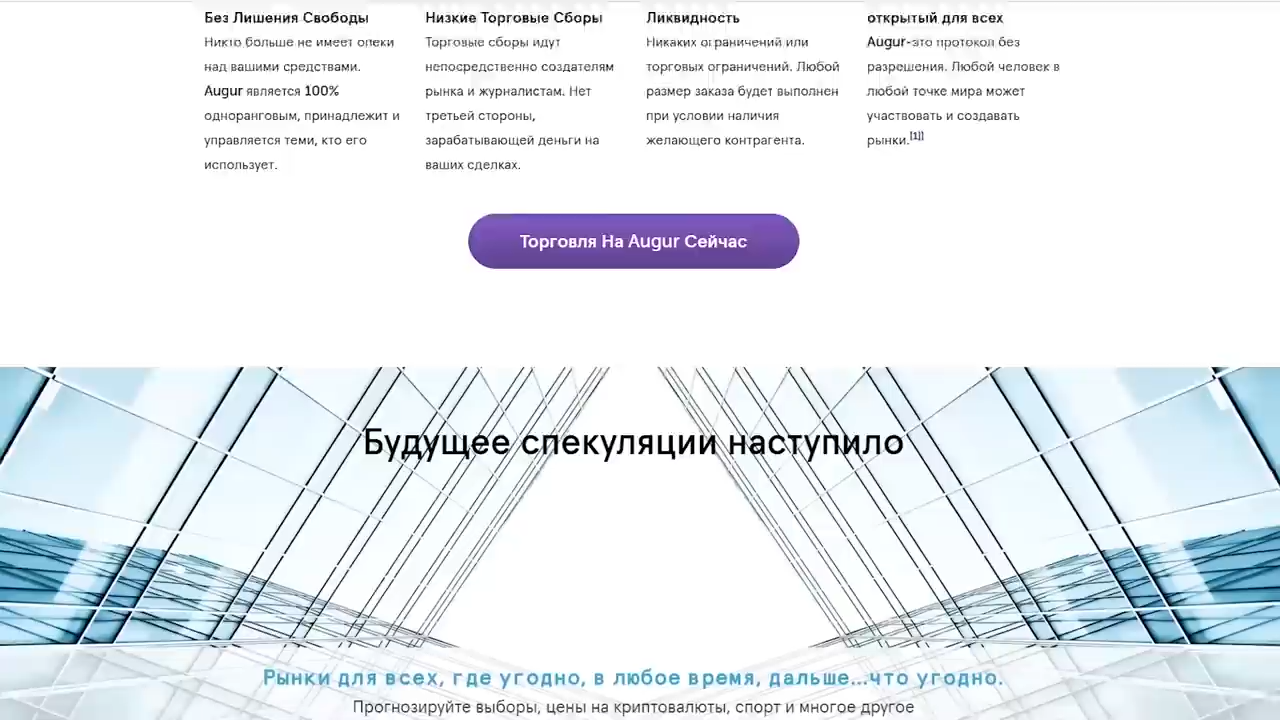 Без Лишения Свободы
Никто больше не имеет опеки
над вашими средствами.
Augur является 100%
одноранговым, принадлежит и
управляется теми, кто его
использует.
Низкие Торговые Сборы
Торговые сборы идут
непосредственно создателям
рынка и журналистам. Нет
третьей стороны,
зарабатывающей деньги на
ваших сделках.
Ликвидность
Никаких ограничений или
торговых ограничений. Любой
размер заказа будет выполнен
при условии наличия
желающего контрагента.
открытый для всех
Augur-это протокол без
разрешения. Любой человек в
любой точке мира может
участвовать и создавать
рынки.[1]]
Торговля На Augur Сейчас
Будущее спекуляции наступило
Рынки для всех, где угодно, в любое время, дальше...что угодно.
Прогнозируйте выборы, цены на криптовалюты, спорт и многое другое